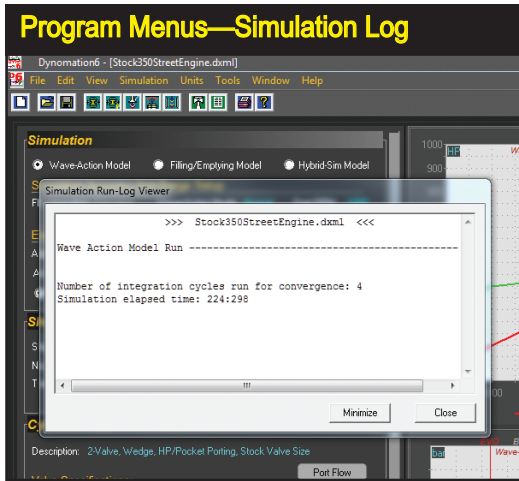 Program Menus—Simulation Log
Dynomation6 - [Stock350StreetEngine.dxml]
File Edit View Simulation Units Tools Window Help
Simulation
Wave-Action Model Filling/Emptying Model Hybrid-Sim Model
1000
HP
900
Simulation Run-Log Viewer
>>> Stock350StreetEngine.dxml <<<
Wave Action Model Run
Number of integration cycles run for convergence: 4
Simulation elapsed time: 224:298
Minimize Close
Description: 2-Valve, Wedge, HP/Pocket Porting, Stock Valve Size
Port Flow
bar
Wave-